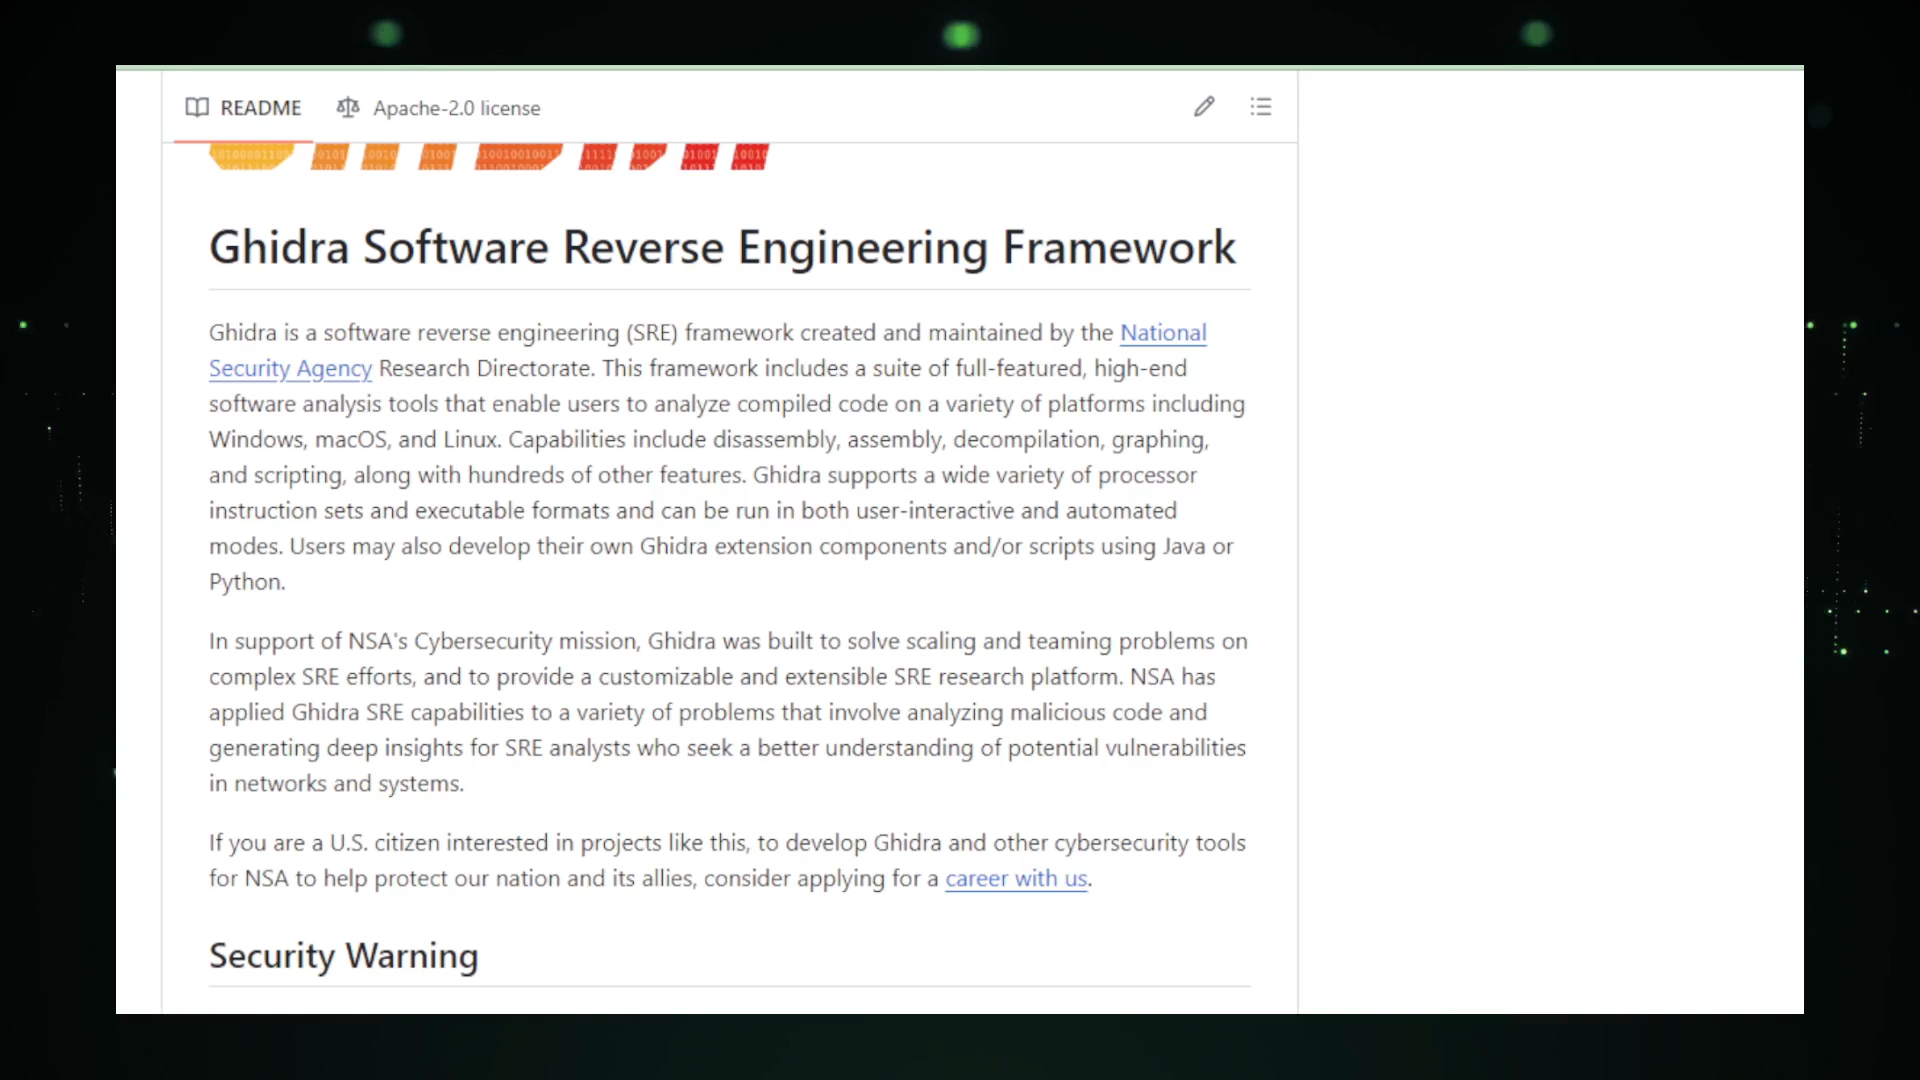 README
Apache-2.0 license
Ghidra Software Reverse Engineering Framework
Ghidra is a software reverse engineering (SRE) framework created and maintained by the National
Security Agency Research Directorate. This framework includes a suite of full-featured, high-end
software analysis tools that enable users to analyze compiled code on a variety of platforms including
Windows, macOS, and Linux. Capabilities include disassembly, assembly, decompilation, graphing,
and scripting, along with hundreds of other features. Ghidra supports a wide variety of processor
instruction sets and executable formats and can be run in both user-interactive and automated
modes. Users may also develop their own Ghidra extension components and/or scripts using Java or
Python.
In support of NSA's Cybersecurity mission, Ghidra was built to solve scaling and teaming problems on
complex SRE efforts, and to provide a customizable and extensible SRE research platform. NSA has
applied Ghidra SRE capabilities to a variety of problems that involve analyzing malicious code and
generating deep insights for SRE analysts who seek a better understanding of potential vulnerabilities
in networks and systems.
If you are a U.S. citizen interested in projects like this, to develop Ghidra and other cybersecurity tools
for NSA to help protect our nation and its allies, consider applying for a career with us.
Security Warning